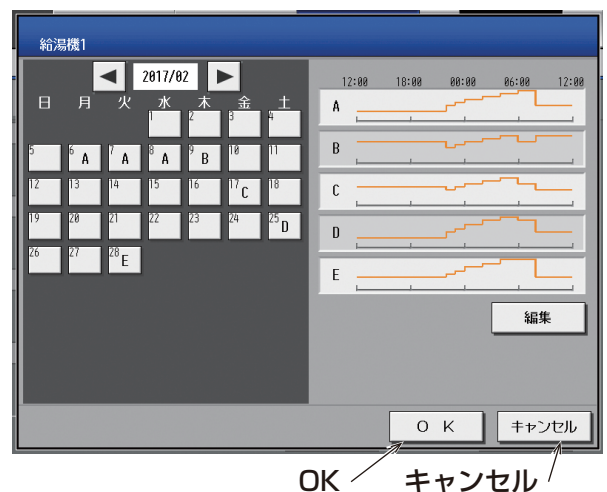 給湯機1
◀ 2017/02 ▶
日 月 火 水 木 金 土
1 2 3 4
5 6 A 7 A 8 A 9 B 10 11
12 13 14 15 16 17 C 18
19 20 21 22 23 24 25 D
26 27 28 E
12:00 18:00 00:00 06:00 12:00
A
B
C
D
E
編集
OK キャンセル
OK キャンセル